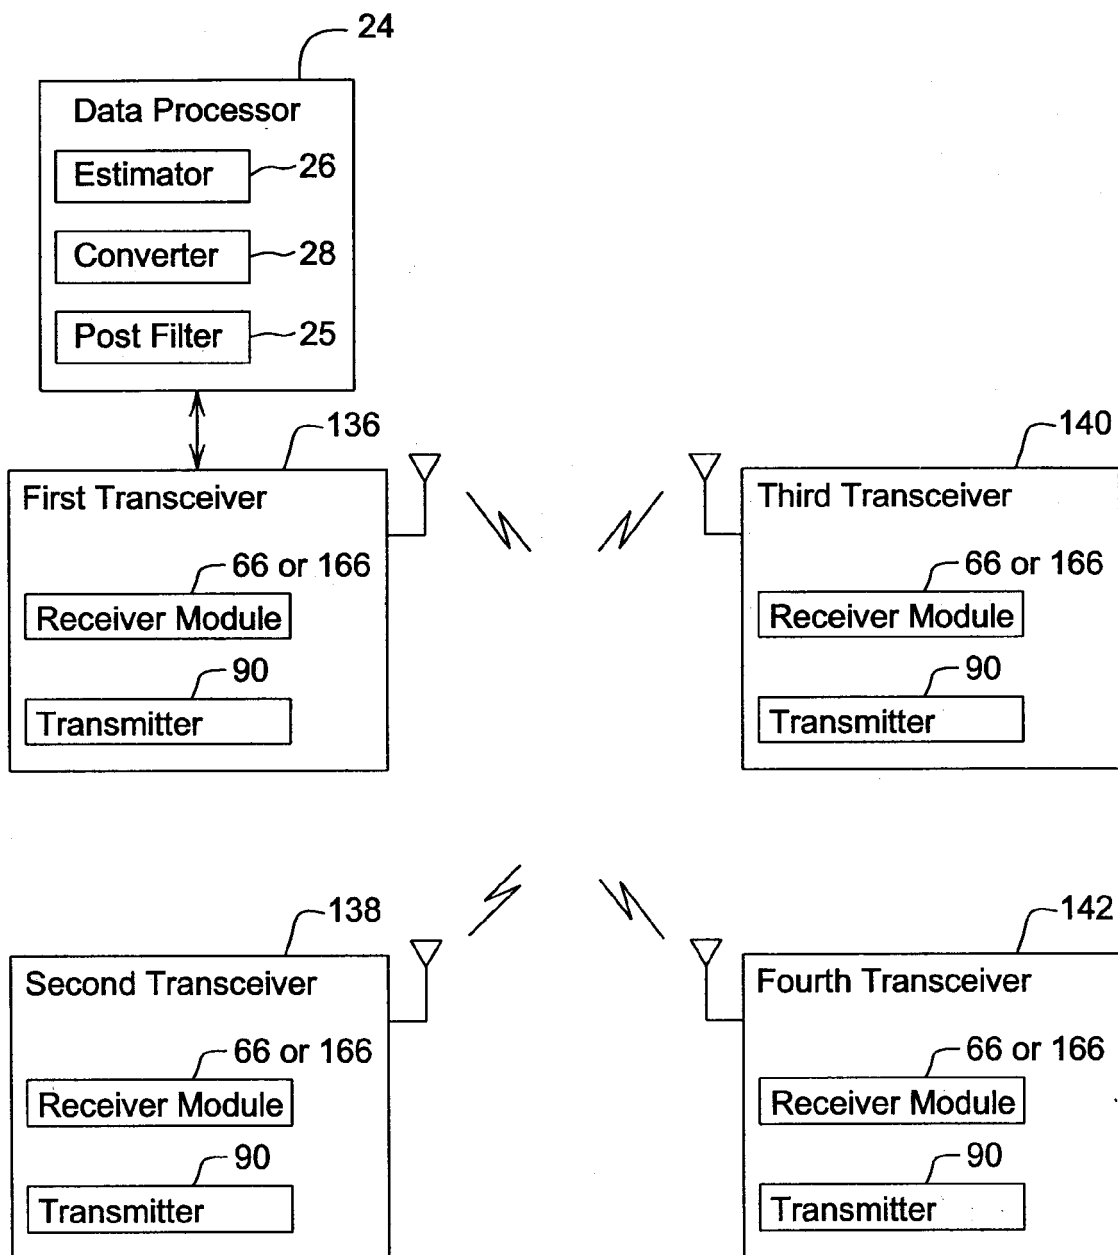 24
Data Processor
Estimator
26
Converter
28
Post Filter
25
136
First Transceiver
66 or 166
Receiver Module
90
Transmitter
140
Third Transceiver
66 or 166
Receiver Module
90
Transmitter
138
Second Transceiver
66 or 166
Receiver Module
90
Transmitter
142
Fourth Transceiver
66 or 166
Receiver Module
90
Transmitter